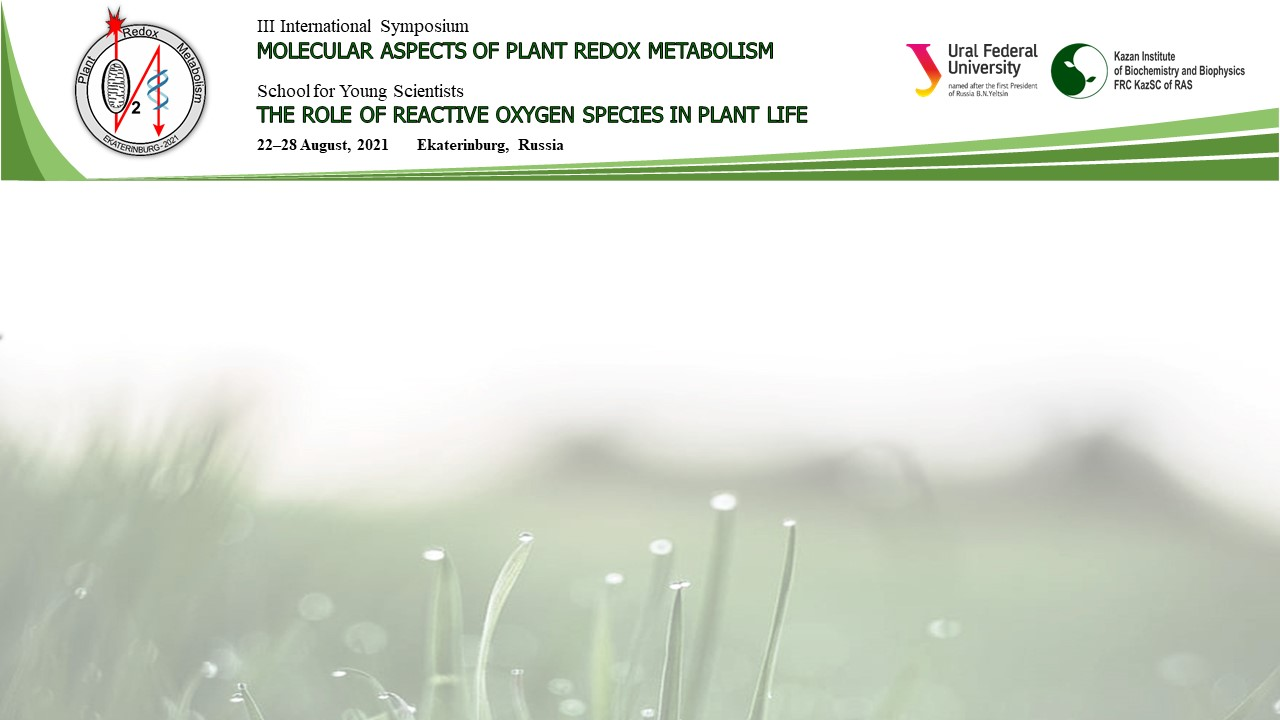 Plant Redox Metabolism
2
EKATERINBURG - 2021
III International Symposium
MOLECULAR ASPECTS OF PLANT REDOX METABOLISM
School for Young Scientists
THE ROLE OF REACTIVE OXYGEN SPECIES IN PLANT LIFE
22–28 August, 2021 Ekaterinburg, Russia
Ural Federal
University
named after the first President
of Russia B.N.Yeltsin
Kazan Institute
of Biochemistry and Biophysics
FRC KazSC of RAS